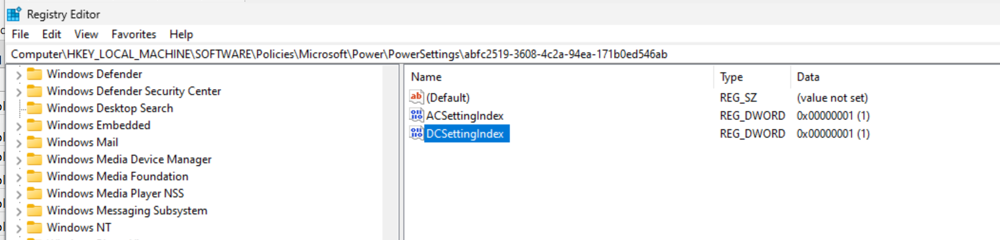 Registry Editor
File Edit View Favorites Help
Computer\HKEY_LOCAL_MACHINE\SOFTWARE\Policies\Microsoft\Power\PowerSettings\abfc2519-3608-4c2a-94ea-171b0ed546ab
Windows Defender
Windows Defender Security Center
Windows Desktop Search
Windows Embedded
Windows Mail
Windows Media Device Manager
Windows Media Foundation
Windows Media Player NSS
Windows Messaging Subsystem
Windows NT
Name Type Data
(Default) REG_SZ (value not set)
ACSettingIndex REG_DWORD 0x00000001 (1)
DCSettingIndex REG_DWORD 0x00000001 (1)